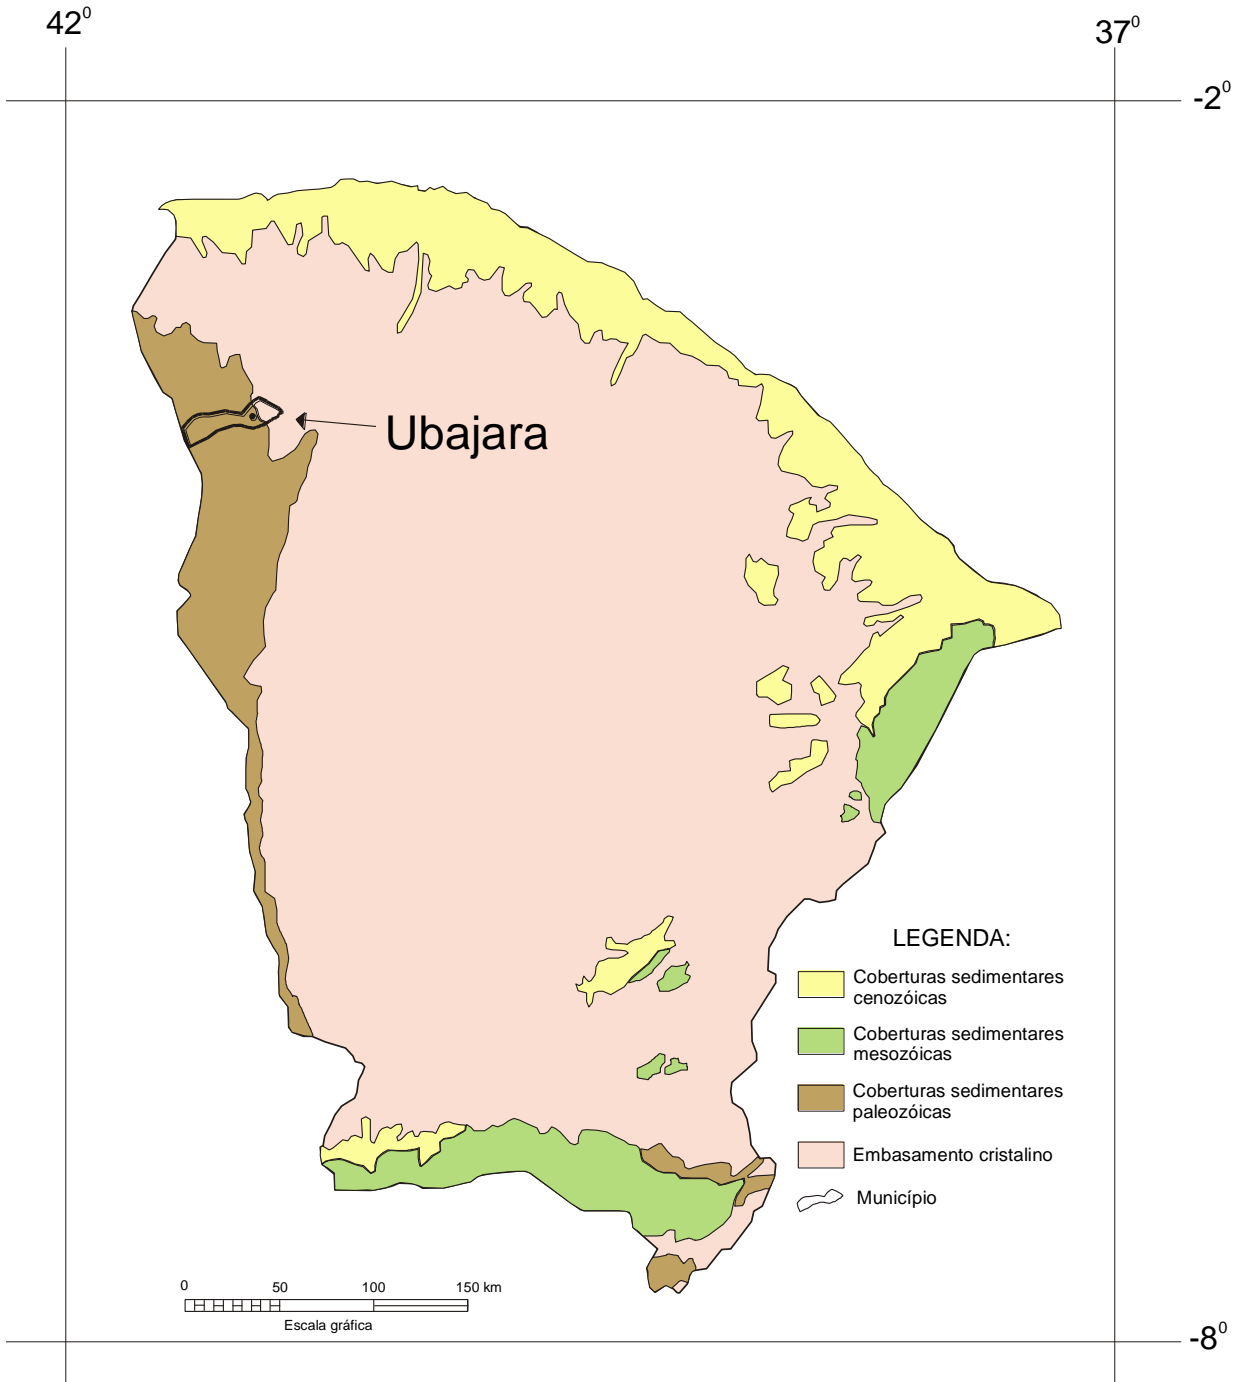 42⁰
37⁰
-2⁰
Ubajara
LEGENDA:
Coberturas sedimentares
cenozóicas
Coberturas sedimentares
mesozóicas
Coberturas sedimentares
paleozóicas
Embasamento cristalino
Município
0 50 100 150 km
Escala gráfica
-8⁰